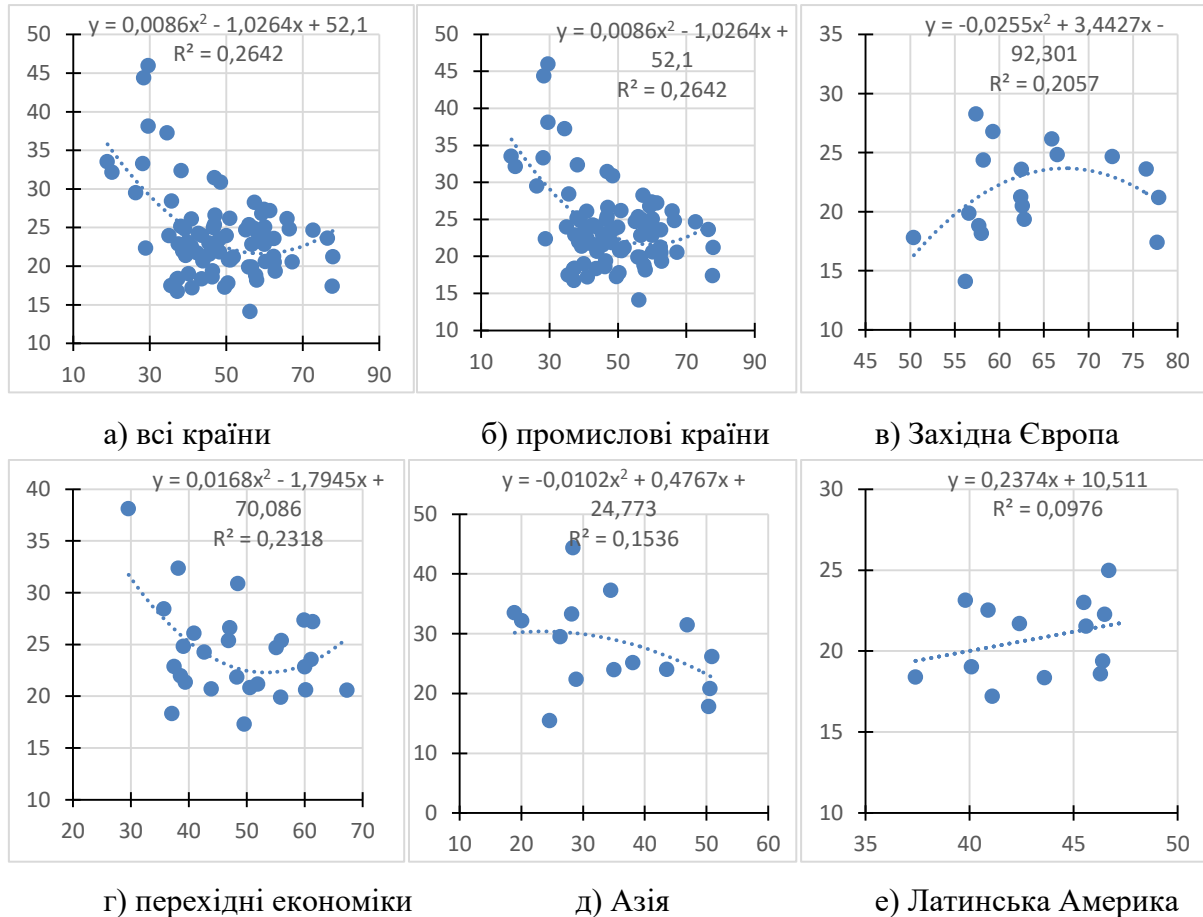 y = 0,0086x² - 1,0264x + 52,1
R² = 0,2642
50
45
40
35
30
25
20
15
10
10 30 50 70 90
y = 0,0086x² - 1,0264x +
52,1
R² = 0,2642
50
45
40
35
30
25
20
15
10
10 30 50 70 90
y = -0,0255x² + 3,4427x -
92,301
R² = 0,2057
35
30
25
20
15
10
45 50 55 60 65 70 75 80
а) всі країни
б) промислові країни
в) Західна Європа
y = 0,0168x² - 1,7945x +
70,086
R² = 0,2318
40
35
30
25
20
15
10
20 30 40 50 60 70
y = -0,0102x² + 0,4767x +
24,773
R² = 0,1536
50
40
30
20
10
0
10 20 30 40 50 60
y = 0,2374x + 10,511
R² = 0,0976
30
25
20
15
10
35 40 45 50
г) перехідні економіки
д) Азія
е) Латинська Америка